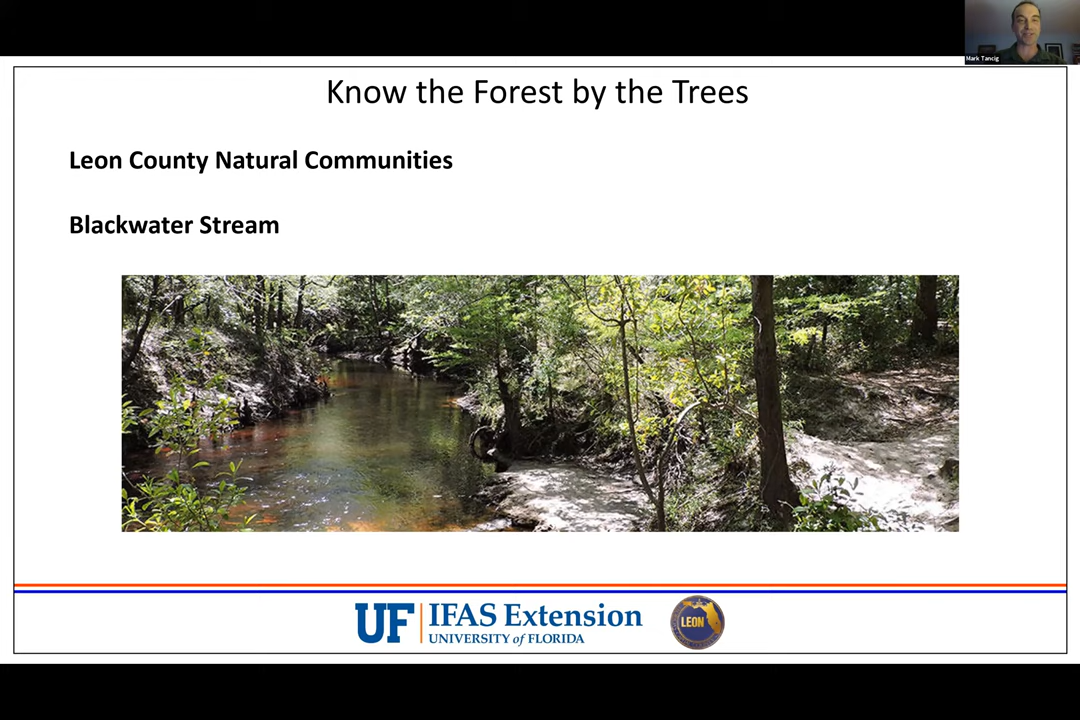 Mark Tancig
Know the Forest by the Trees
Leon County Natural Communities
Blackwater Stream
UF IFAS Extension
UNIVERSITY of FLORIDA
LEON